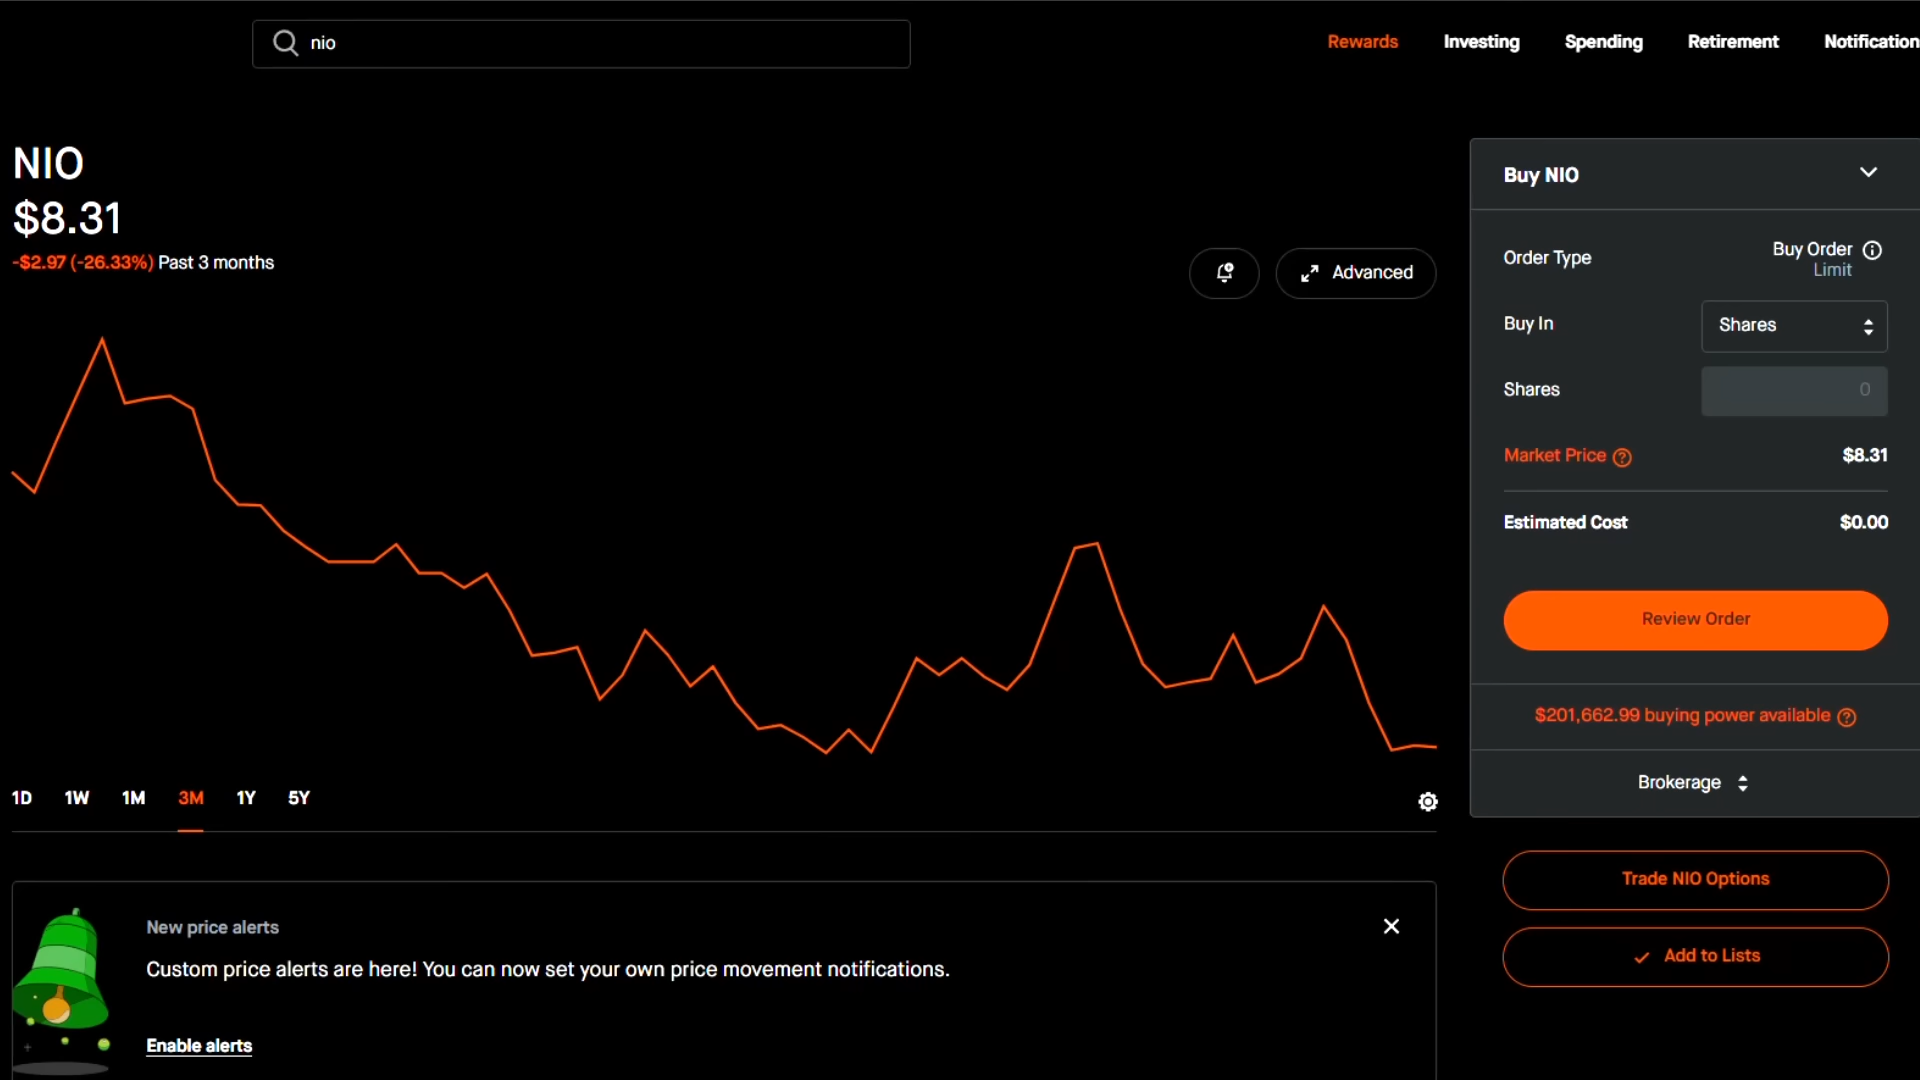 nio
Rewards
Investing
Spending
Retirement
Notification
NIO
$8.31
-$2.97 (-26.33%) Past 3 months
Advanced
1D
1W
1M
3M
1Y
5Y
New price alerts
Custom price alerts are here! You can now set your own price movement notifications.
Enable alerts
Buy NIO
Order Type
Buy Order
Limit
Buy In
Shares
Shares
0
Market Price
$8.31
Estimated Cost
$0.00
Review Order
$201,662.99 buying power available
Brokerage
Trade NIO Options
Add to Lists